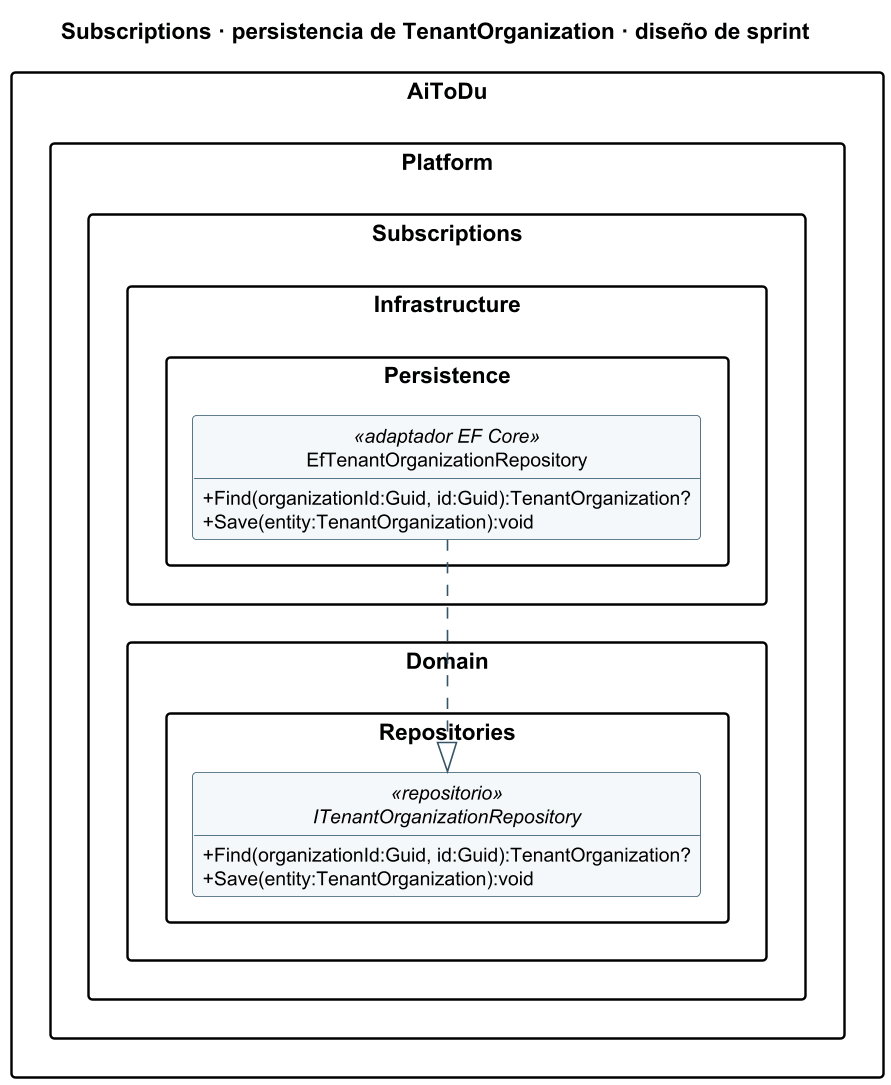 Subscriptions · persistencia de TenantOrganization · diseño de sprint
AiToDu
Platform
Subscriptions
Infrastructure
Persistence
«adaptador EF Core»
EfTenantOrganizationRepository
+Find(organizationId:Guid, id:Guid):TenantOrganization?
+Save(entity:TenantOrganization):void
Domain
Repositories
«repositorio»
ITenantOrganizationRepository
+Find(organizationId:Guid, id:Guid):TenantOrganization?
+Save(entity:TenantOrganization):void